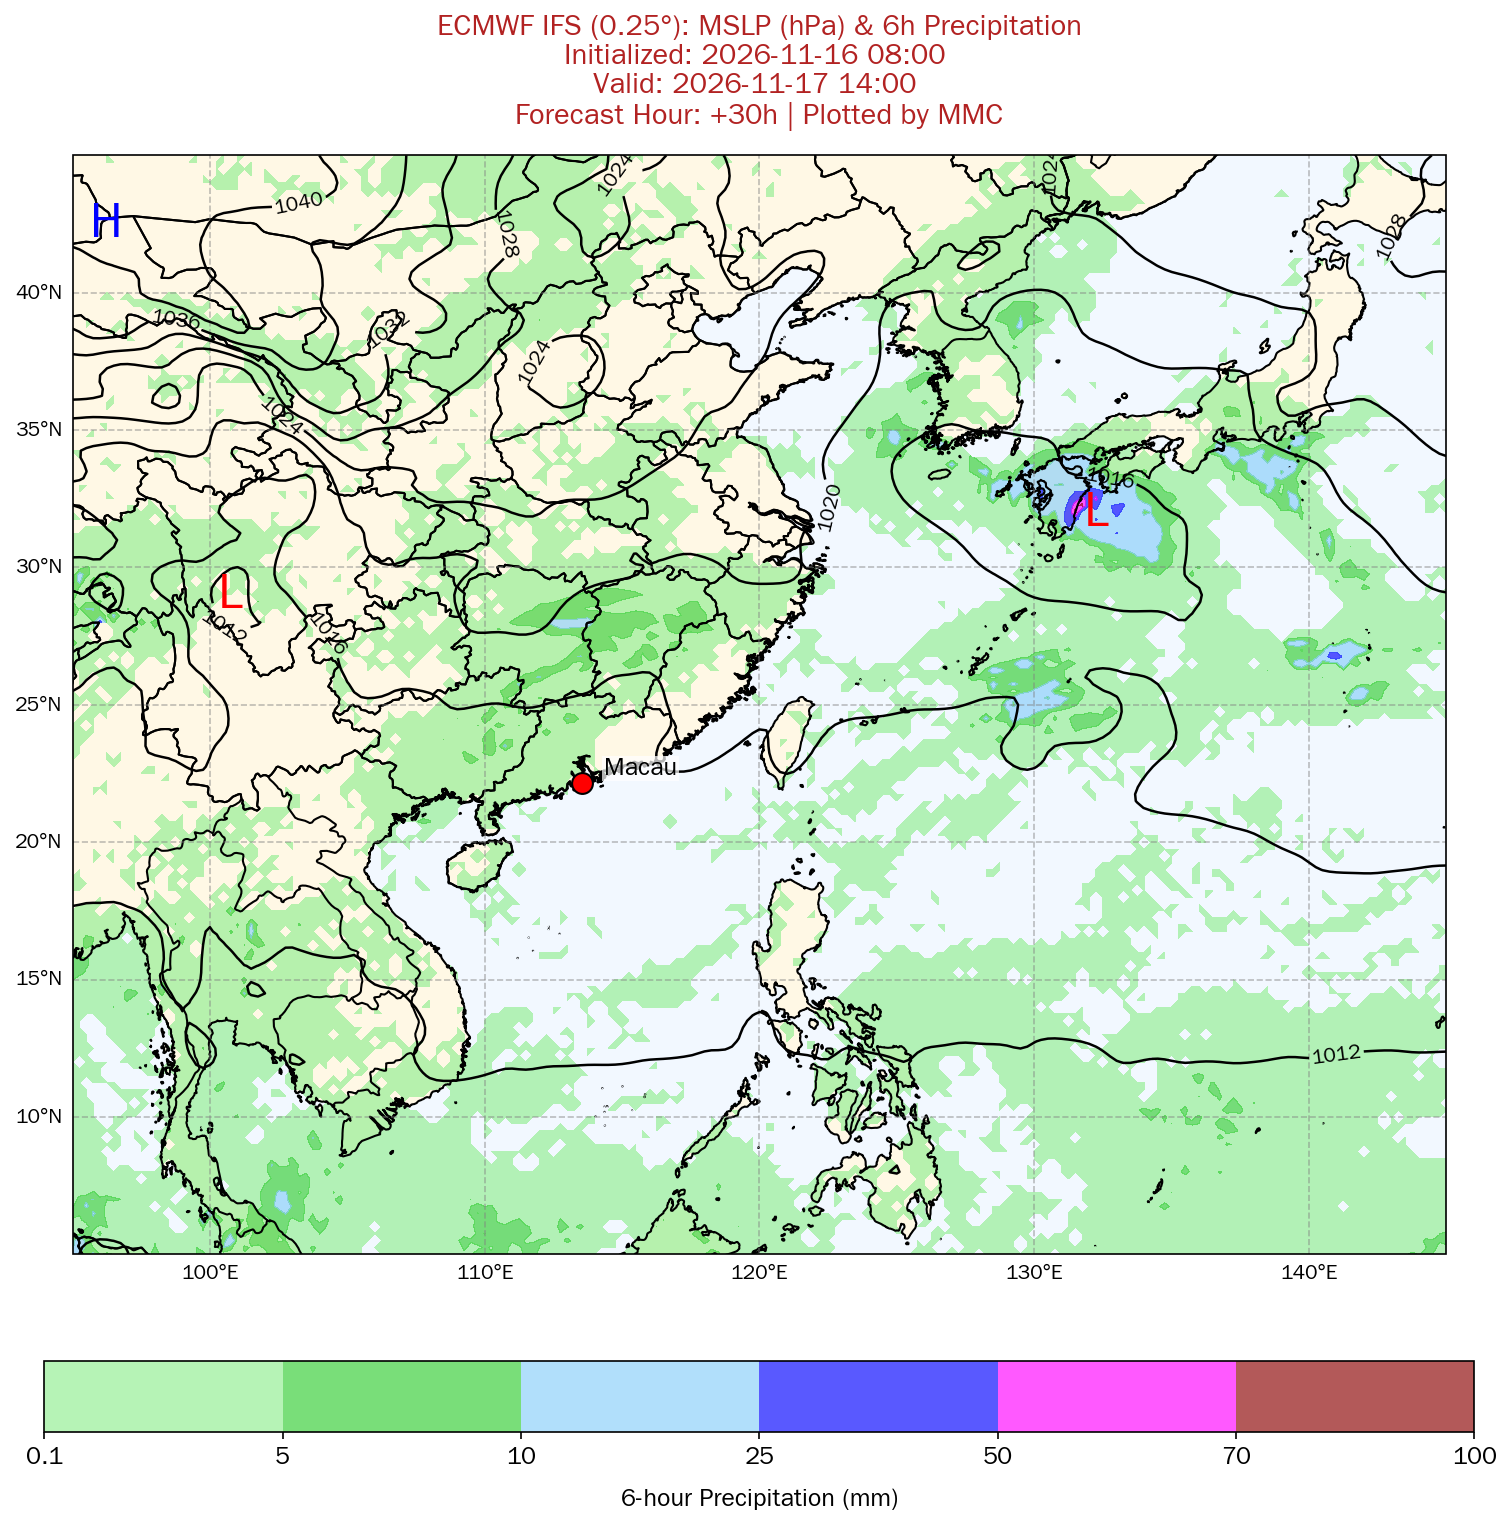 ECMWF IFS (0.25°): MSLP (hPa) & 6h Precipitation
Initialized: 2026-11-16 08:00
Valid: 2026-11-17 14:00
Forecast Hour: +30h | Plotted by MMC
1024
1024
H
1040
1028
1028
40°N
1036
1032
1024
1024
35°N
1016
1020
L
30°N
L
1012
1016
25°N
Macau
20°N
15°N
1012
10°N
100°E
110°E
120°E
130°E
140°E
0.1
5
10
25
50
70
100
6-hour Precipitation (mm)